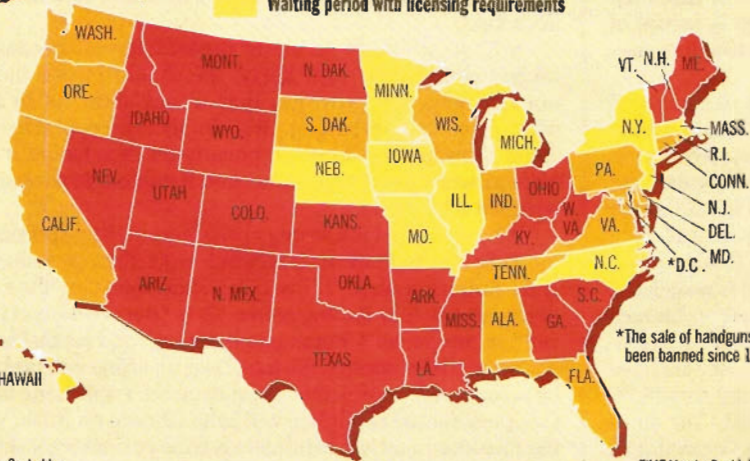 Waiting period with licensing requirements
WASH.
MONT.
N. DAK.
MINN.
VT.
N.H.
ME.
ORE.
IDAHO
WYO.
S. DAK.
WIS.
MICH.
N.Y.
MASS.
R.I.
CONN.
N.J.
DEL.
MD.
*D.C.
NEV.
UTAH
COLO.
NEB.
IOWA
ILL.
IND.
OHIO
PA.
W.
VA.
VA.
CALIF.
KANS.
MO.
KY.
N.C.
TENN.
ARIZ.
N. MEX.
OKLA.
ARK.
S.C.
MISS.
ALA.
GA.
TEXAS
LA.
FLA.
HAWAII
*The sale of handguns
been banned since